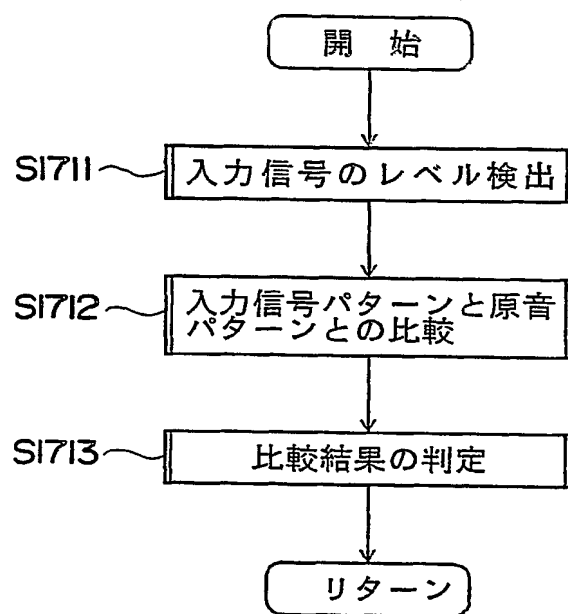 開 始
S1711
入力信号のレベル検出
S1712
入力信号パターンと原音
パターンとの比較
S1713
比較結果の判定
リターン